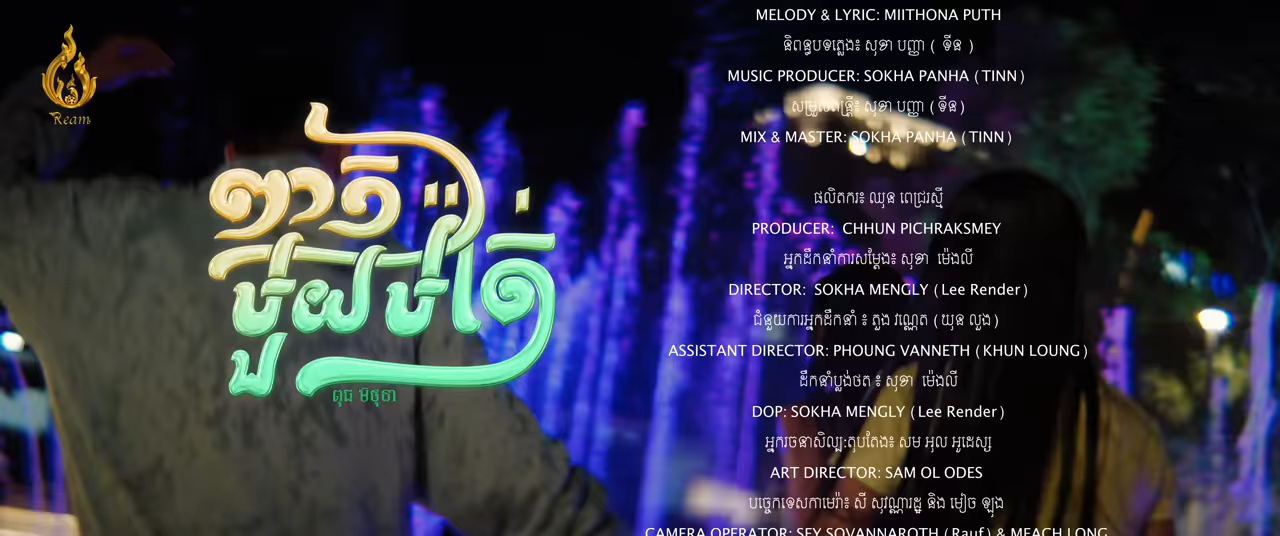 Ream
ពុធ មិថុនា
MELODY & LYRIC: MIITHONA PUTH
និពន្ធបទភ្លេង៖ សុខា បញ្ញា ( ទីន )
MUSIC PRODUCER: SOKHA PANHA (TINN)
សម្រួលតន្ត្រី៖ សុខា បញ្ញា (ទីន)
MIX & MASTER: SOKHA PANHA (TINN)
ផលិតករ៖ ឈុន ពេជ្ររស្មី
PRODUCER: CHHUN PICHRAKSMEY
អ្នកដឹកនាំការសម្តែង៖ សុខា ម៉េងលី
DIRECTOR: SOKHA MENGLY (Lee Render)
ជំនួយការអ្នកដឹកនាំ ៖ តួង វណ្ណេត (ឃុន លួង)
ASSISTANT DIRECTOR: PHOUNG VANNETH (KHUN LOUNG)
ដឹកនាំប្លង់ថត ៖ សុខា ម៉េងលី
DOP: SOKHA MENGLY (Lee Render)
អ្នករចនាសិល្បៈតុបតែង៖ សម អុល អូដេស្ស
ART DIRECTOR: SAM OL ODES
បច្ចេកទេសកាមេរ៉ា៖ សី សុវណ្ណារដ្ឋ និង មៀច ឡុង
CAMERA OPERATOR: SEY SOVANNAROTH (Rauf) & MEACH LONG